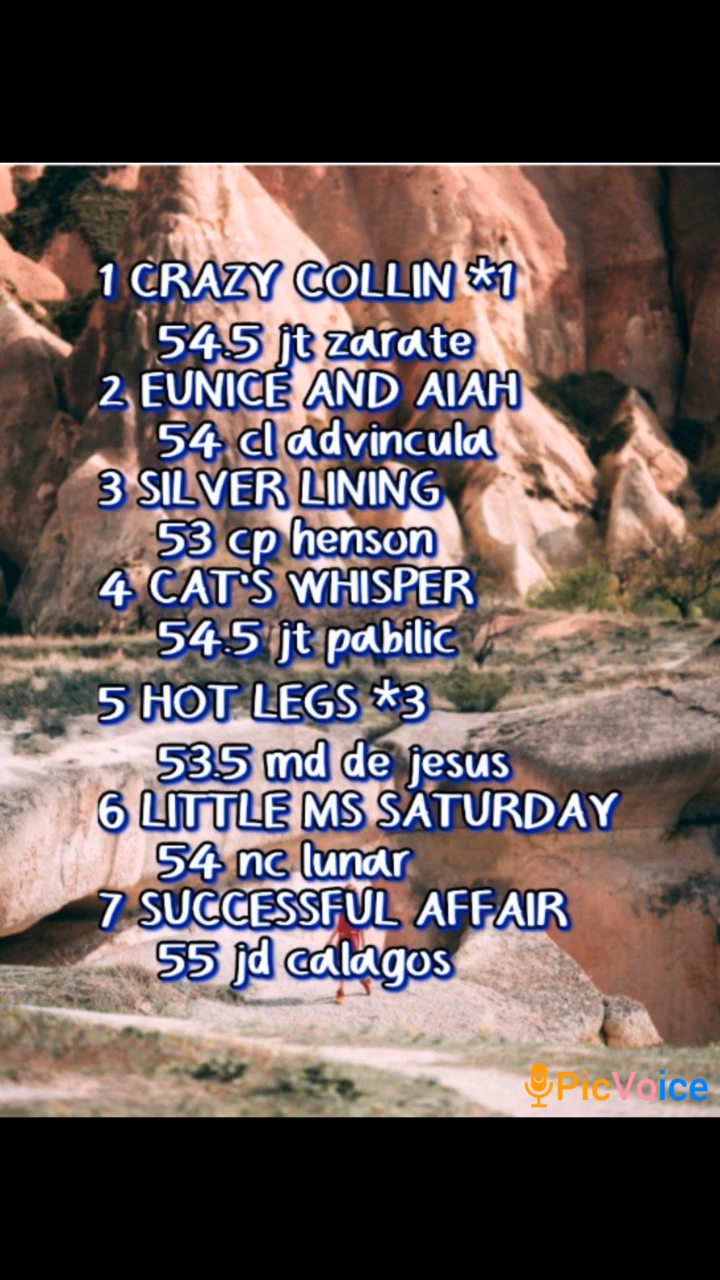 1 CRAZY COLLIN *1
54.5 jt zarate
2 EUNICE AND AIAH
54 cl advincula
3 SILVER LINING
53 cp henson
4 CAT'S WHISPER
54.5 jt pabilic
5 HOT LEGS *3
53.5 md de jesus
6 LITTLE MS SATURDAY
54 nc lunar
7 SUCCESSFUL AFFAIR
55 jd calagos
PicVoice